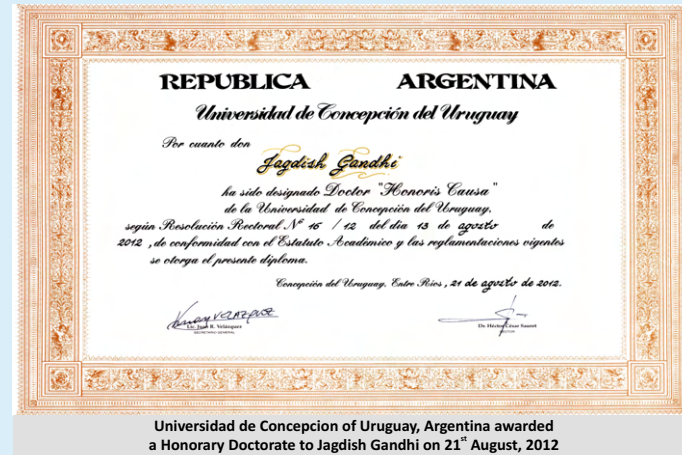 REPUBLICA ARGENTINA
Universidad de Concepción del Uruguay
Por cuanto don
Jagdish Gandhi
ha sido designado Doctor "Honoris Causa"
de la Universidad de Concepción del Uruguay,
según Resolución Rectoral Nº 16 / 12 del día 13 de agosto de
2012 , de conformidad con el Estatuto Académico y las reglamentaciones vigentes
se otorga el presente diploma.
Concepción del Uruguay, Entre Ríos , 21 de agosto de 2012.
Lic. Juan R. Velázquez
SECRETARIO GENERAL
Dr. Héctor César Sauret
RECTOR
Universidad de Concepcion of Uruguay, Argentina awarded
a Honorary Doctorate to Jagdish Gandhi on 21st August, 2012